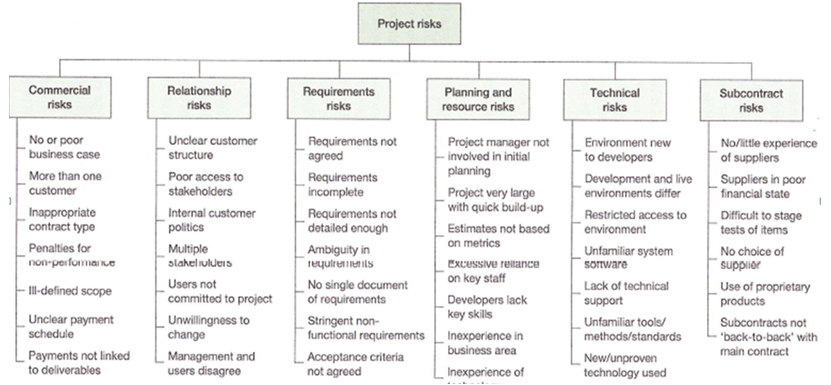 Project risks
Commercial
risks
No or poor
business case
More than one
customer
Inappropriate
contract type
Penalties for
non-performance
Ill-defined scope
Unclear payment
schedule
Payments not linked
to deliverables
Relationship
risks
Unclear customer
structure
Poor access to
stakeholders
Internal customer
politics
Multiple
stakeholders
Users not
committed to project
Unwillingness to
change
Management and
users disagree
Requirements
risks
Requirements not
agreed
Requirements
incomplete
Requirements not
detailed enough
Ambiguity in
requirements
No single document
of requirements
Stringent non-
functional requirements
Acceptance criteria
not agreed
Planning and
resource risks
Project manager not
involved in initial
planning
Project very large
with quick build-up
Estimates not based
on metrics
Excessive reliance
on key staff
Developers lack
key skills
Inexperience in
business area
Inexperience of
Technical
risks
Environment new
to developers
Development and live
environments differ
Restricted access to
environment
Unfamiliar system
software
Lack of technical
support
Unfamiliar tools/
methods/standards
New/unproven
technology used
Subcontract
risks
No/little experience
of suppliers
Suppliers in poor
financial state
Difficult to stage
tests of items
No choice of
supplier
Use of proprietary
products
Subcontracts not
'back-to-back' with
main contract